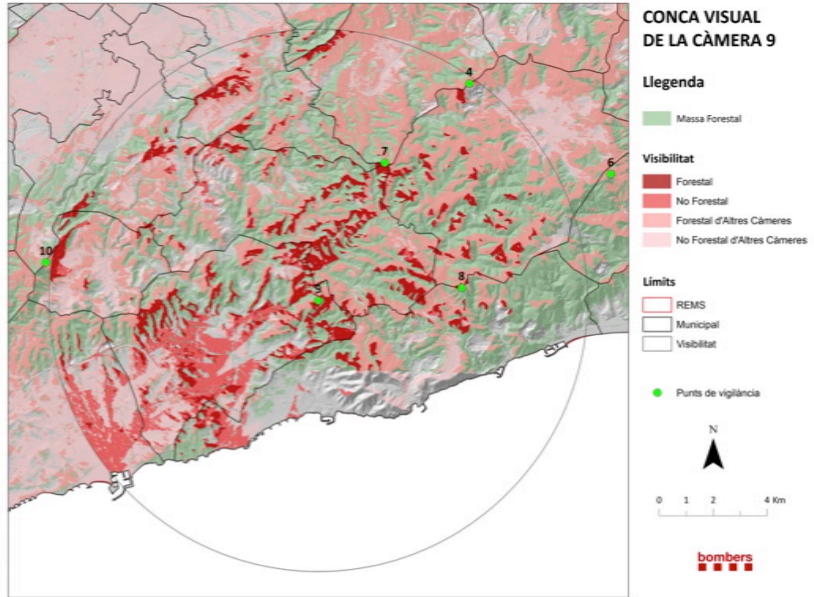 CONCA VISUAL
DE LA CÀMERA 9
Llegenda
Massa Forestal
Visibilitat
Forestal
No Forestal
Forestal d'Altres Càmeres
No Forestal d'Altres Càmeres
Límits
REMS
Municipal
Visibilitat
Punts de vigilància
N
0 1 2 4 Km
bombers
4
7
6
10
8
9